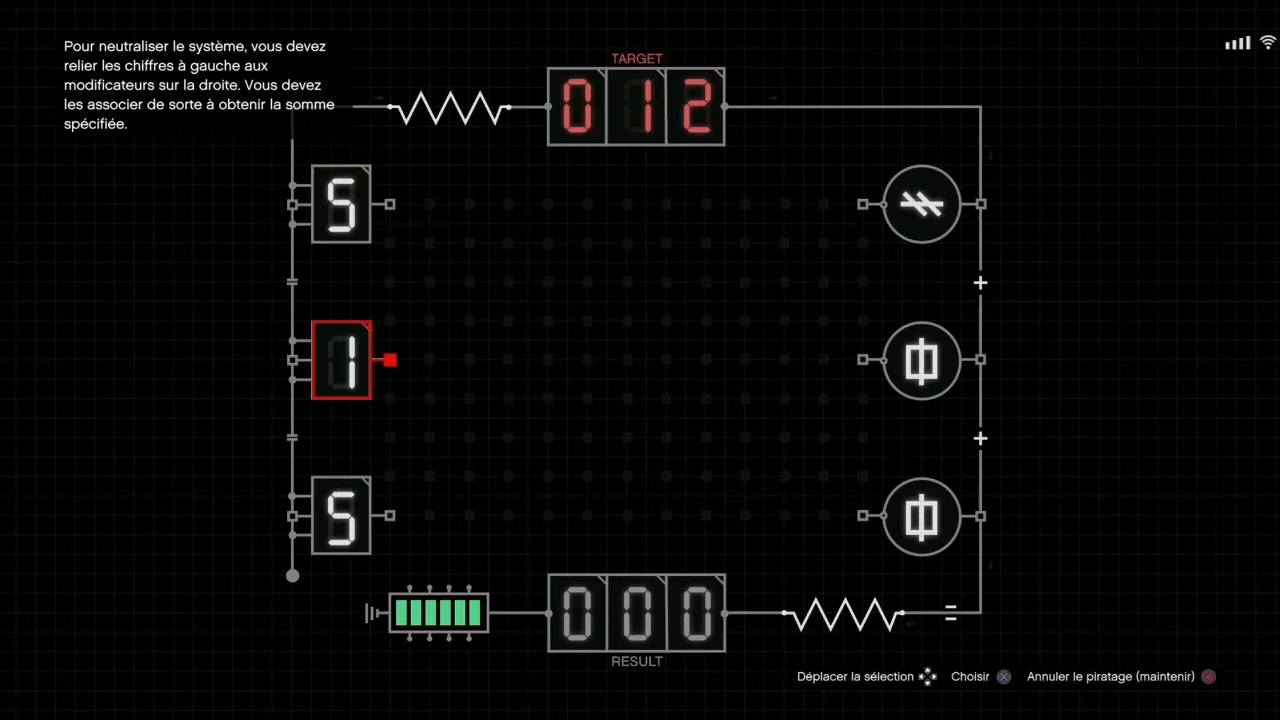 Pour neutraliser le système, vous devez
relier les chiffres à gauche aux
modificateurs sur la droite. Vous devez
les associer de sorte à obtenir la somme
spécifiée.
TARGET
012
5
1
+
5
+
000
=
RESULT
Déplacer la sélection Choisir Annuler le piratage (maintenir)